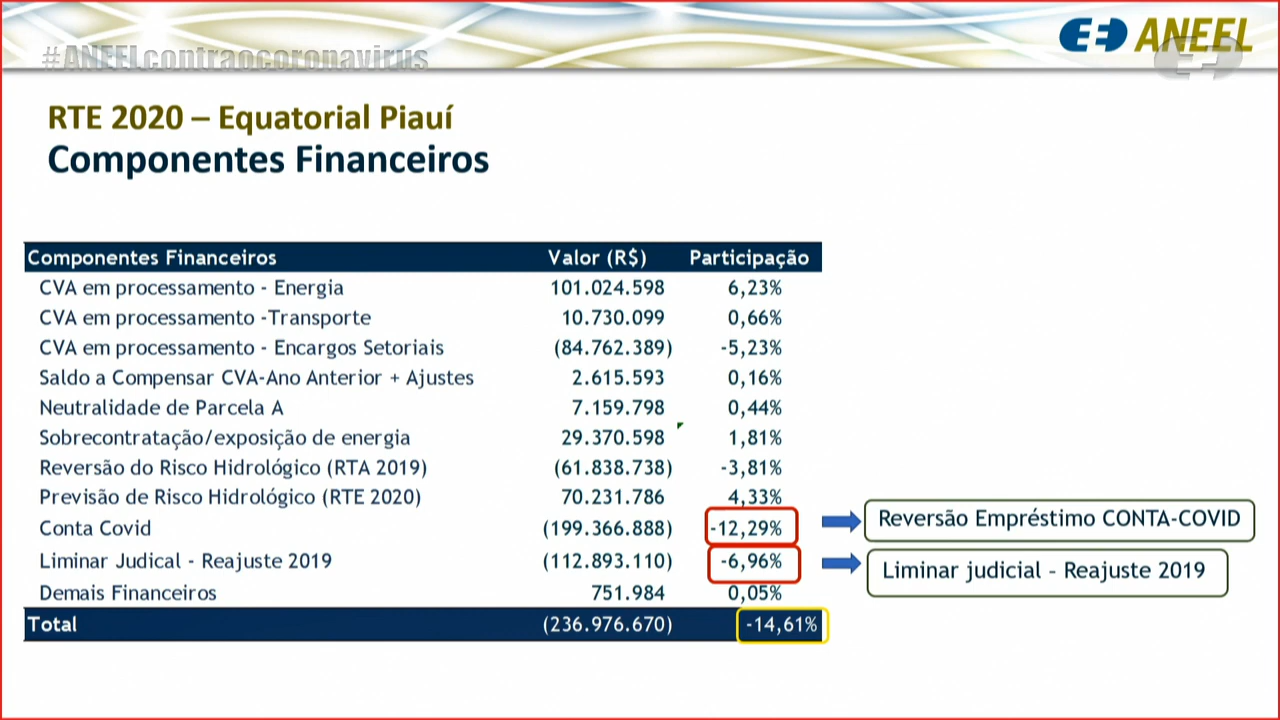 #ANEELcontraocoronavirus
ANEEL
RTE 2020 – Equatorial Piauí
Componentes Financeiros
Componentes Financeiros Valor (R$) Participação
CVA em processamento - Energia 101.024.598 6,23%
CVA em processamento -Transporte 10.730.099 0,66%
CVA em processamento - Encargos Setoriais (84.762.389) -5,23%
Saldo a Compensar CVA-Ano Anterior + Ajustes 2.615.593 0,16%
Neutralidade de Parcela A 7.159.798 0,44%
Sobrecontratação/exposição de energia 29.370.598 1,81%
Reversão do Risco Hidrológico (RTA 2019) (61.838.738) -3,81%
Previsão de Risco Hidrológico (RTE 2020) 70.231.786 4,33%
Conta Covid (199.366.888) -12,29% Reversão Empréstimo CONTA-COVID
Liminar Judical - Reajuste 2019 (112.893.110) -6,96% Liminar judicial - Reajuste 2019
Demais Financeiros 751.984 0,05%
Total (236.976.670) -14,61%